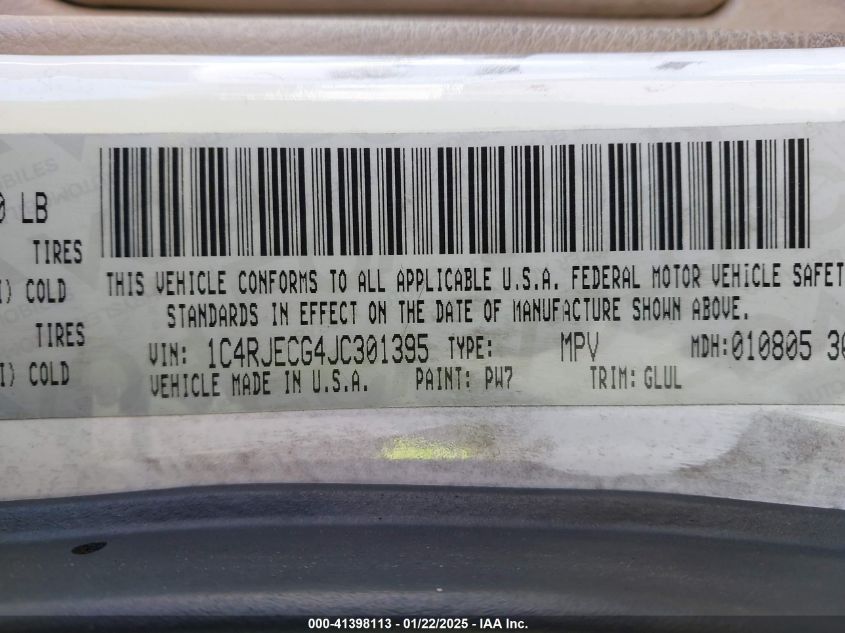 0 LB
TIRES
I) COLD
TIRES
I) COLD
THIS VEHICLE CONFORMS TO ALL APPLICABLE U.S.A. FEDERAL MOTOR VEHICLE SAFET
STANDARDS IN EFFECT ON THE DATE OF MANUFACTURE SHOWN ABOVE.
VIN: 1C4RJECG4JC301395 TYPE: MPV MDH:010805 30
VEHICLE MADE IN U.S.A. PAINT: PW7 TRIM: GLUL
000-41398113 - 01/22/2025 - IAA Inc.